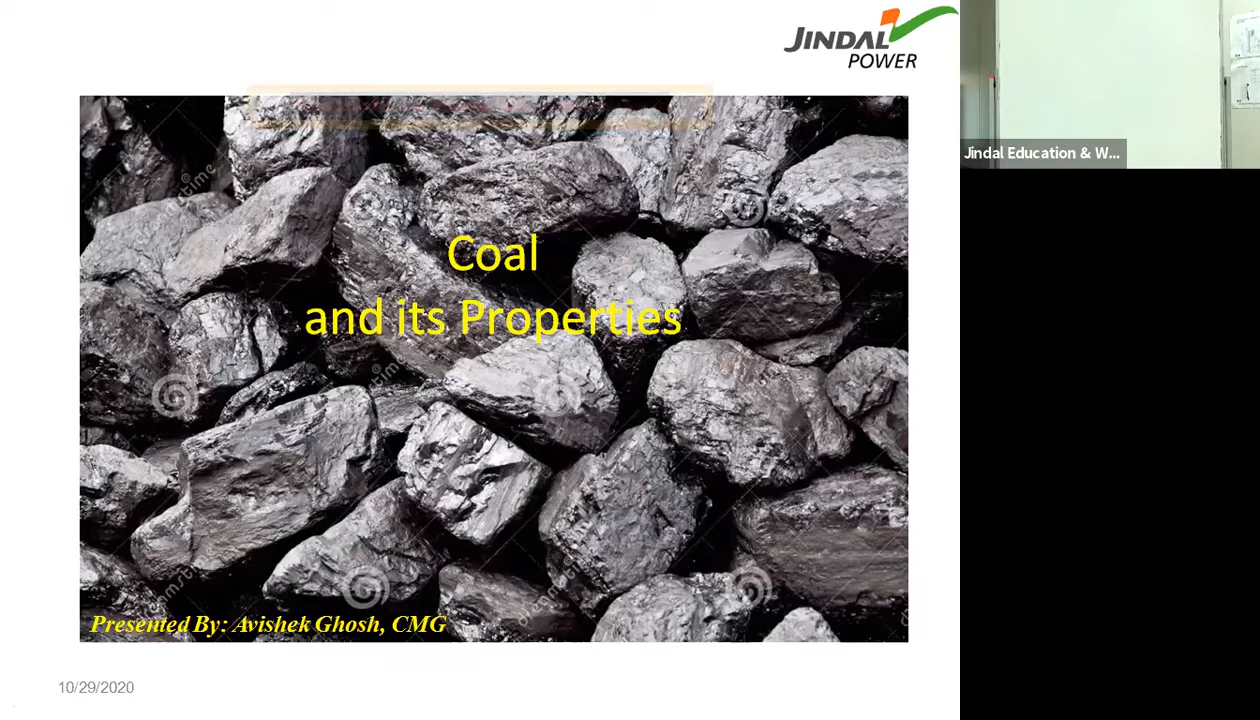 JINDAL
POWER
Jindal Education & W...
Coal
and its Properties
Presented By: Avishek Ghosh, CMG
10/29/2020